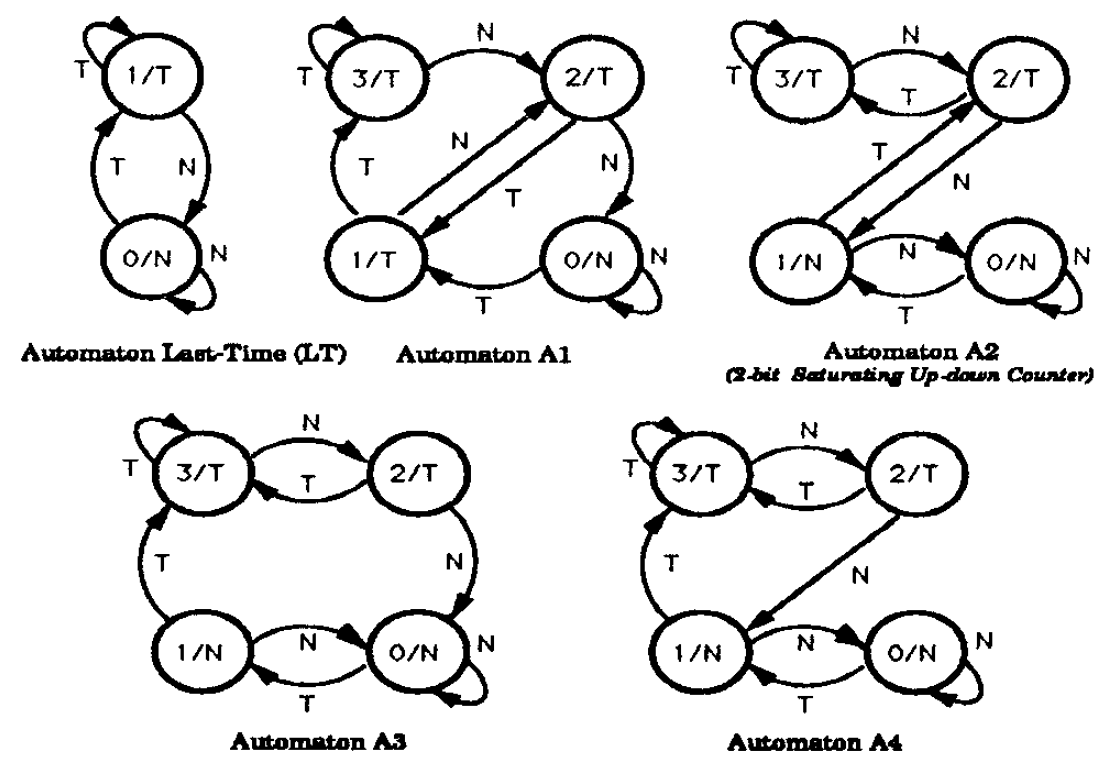 T 1/T T N 0/N N
T 3/T N 2/T N T N T 1/T 0/N N T
T 3/T N 2/T T T N 1/N N 0/N N T
Automaton Last-Time (LT)
Automaton A1
Automaton A2
(2-bit Saturating Up-down Counter)
T 3/T N T 2/T T N 1/N N 0/N N T
T 3/T N T 2/T T N 1/N N 0/N N T
Automaton A3
Automaton A4